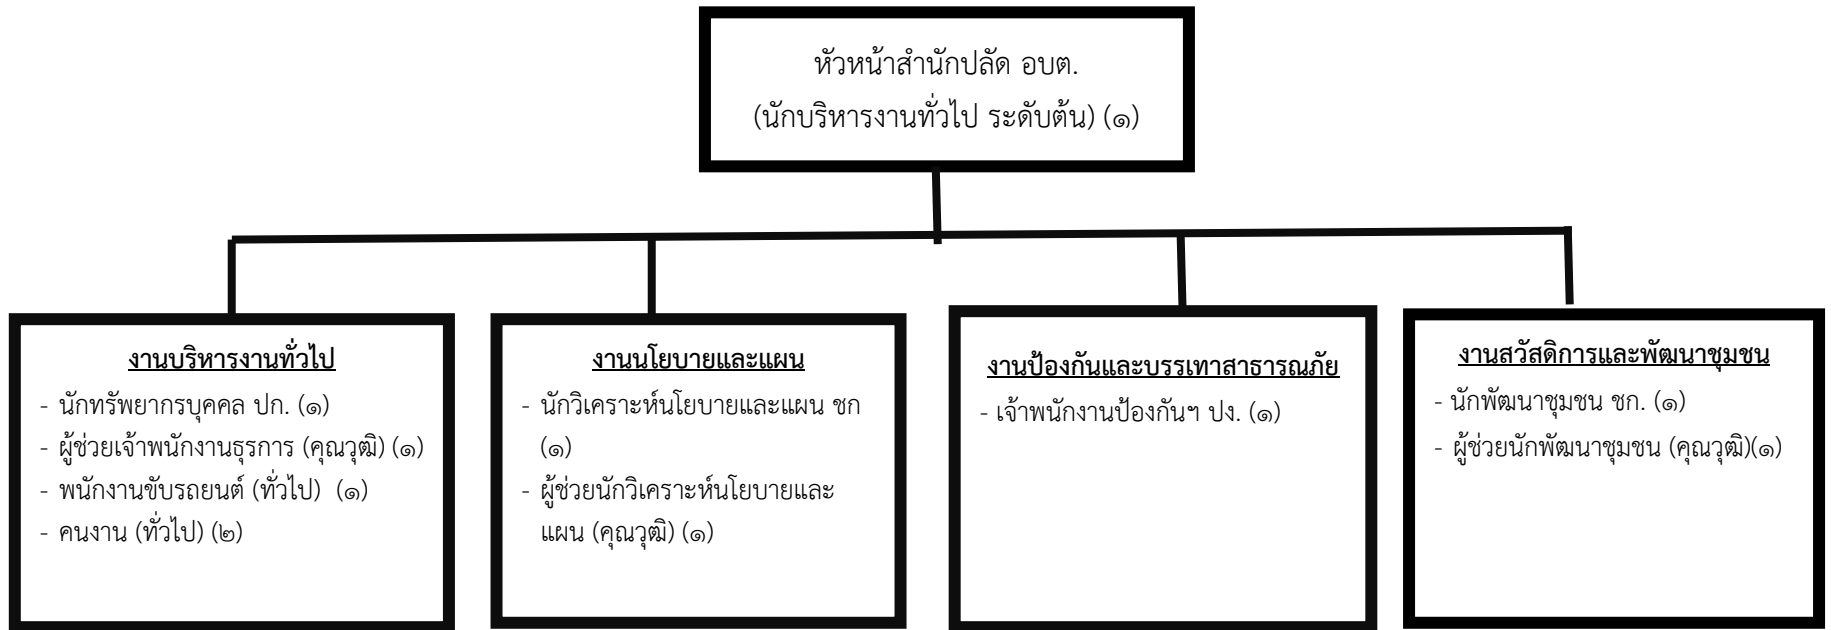 หัวหน้าสำนักปลัด อบต.
(นักบริหารงานทั่วไป ระดับต้น) (๑)
งานบริหารงานทั่วไป
- นักทรัพยากรบุคคล ปก. (๑)
- ผู้ช่วยเจ้าพนักงานธุรการ (คุณวุฒิ) (๑)
- พนักงานขับรถยนต์ (ทั่วไป) (๑)
- คนงาน (ทั่วไป) (๒)
งานนโยบายและแผน
- นักวิเคราะห์นโยบายและแผน ชก
(๑)
- ผู้ช่วยนักวิเคราะห์นโยบายและ
แผน (คุณวุฒิ) (๑)
งานป้องกันและบรรเทาสาธารณภัย
- เจ้าพนักงานป้องกันฯ ปง. (๑)
งานสวัสดิการและพัฒนาชุมชน
- นักพัฒนาชุมชน ชก. (๑)
- ผู้ช่วยนักพัฒนาชุมชน (คุณวุฒิ)(๑)